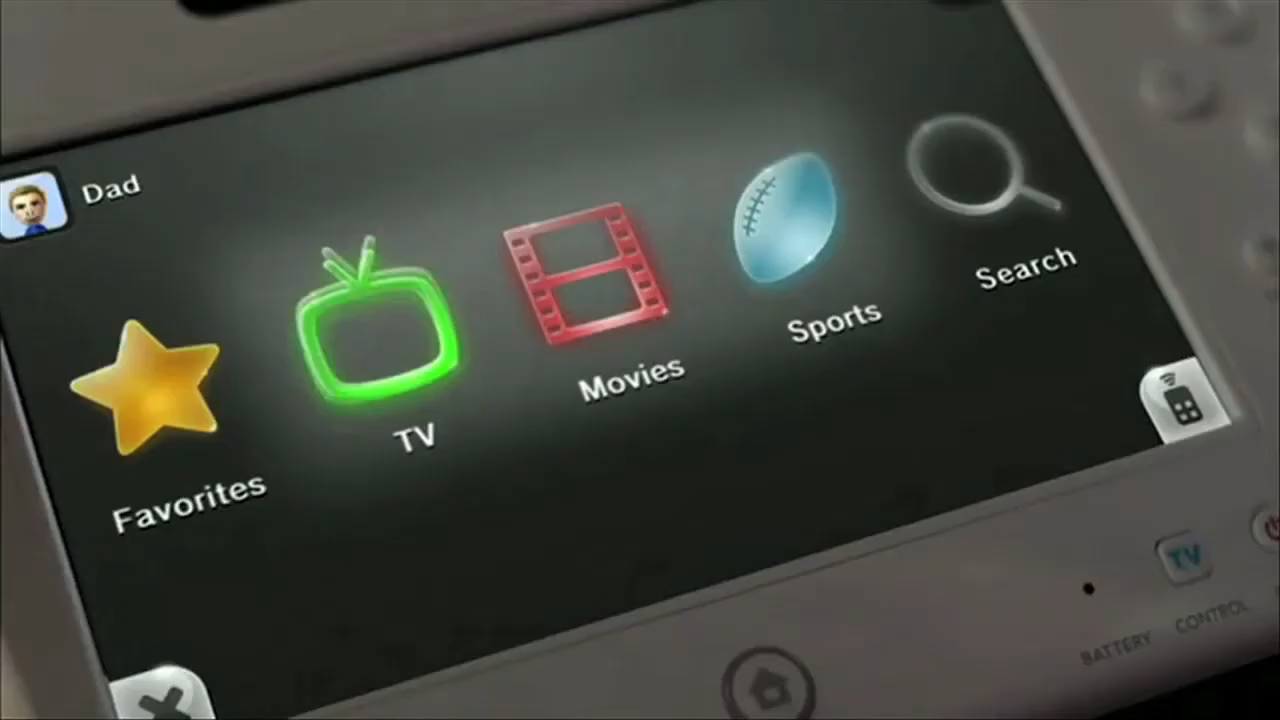 Dad
Favorites
TV
Movies
Sports
Search
TV
BATTERY
CONTROL